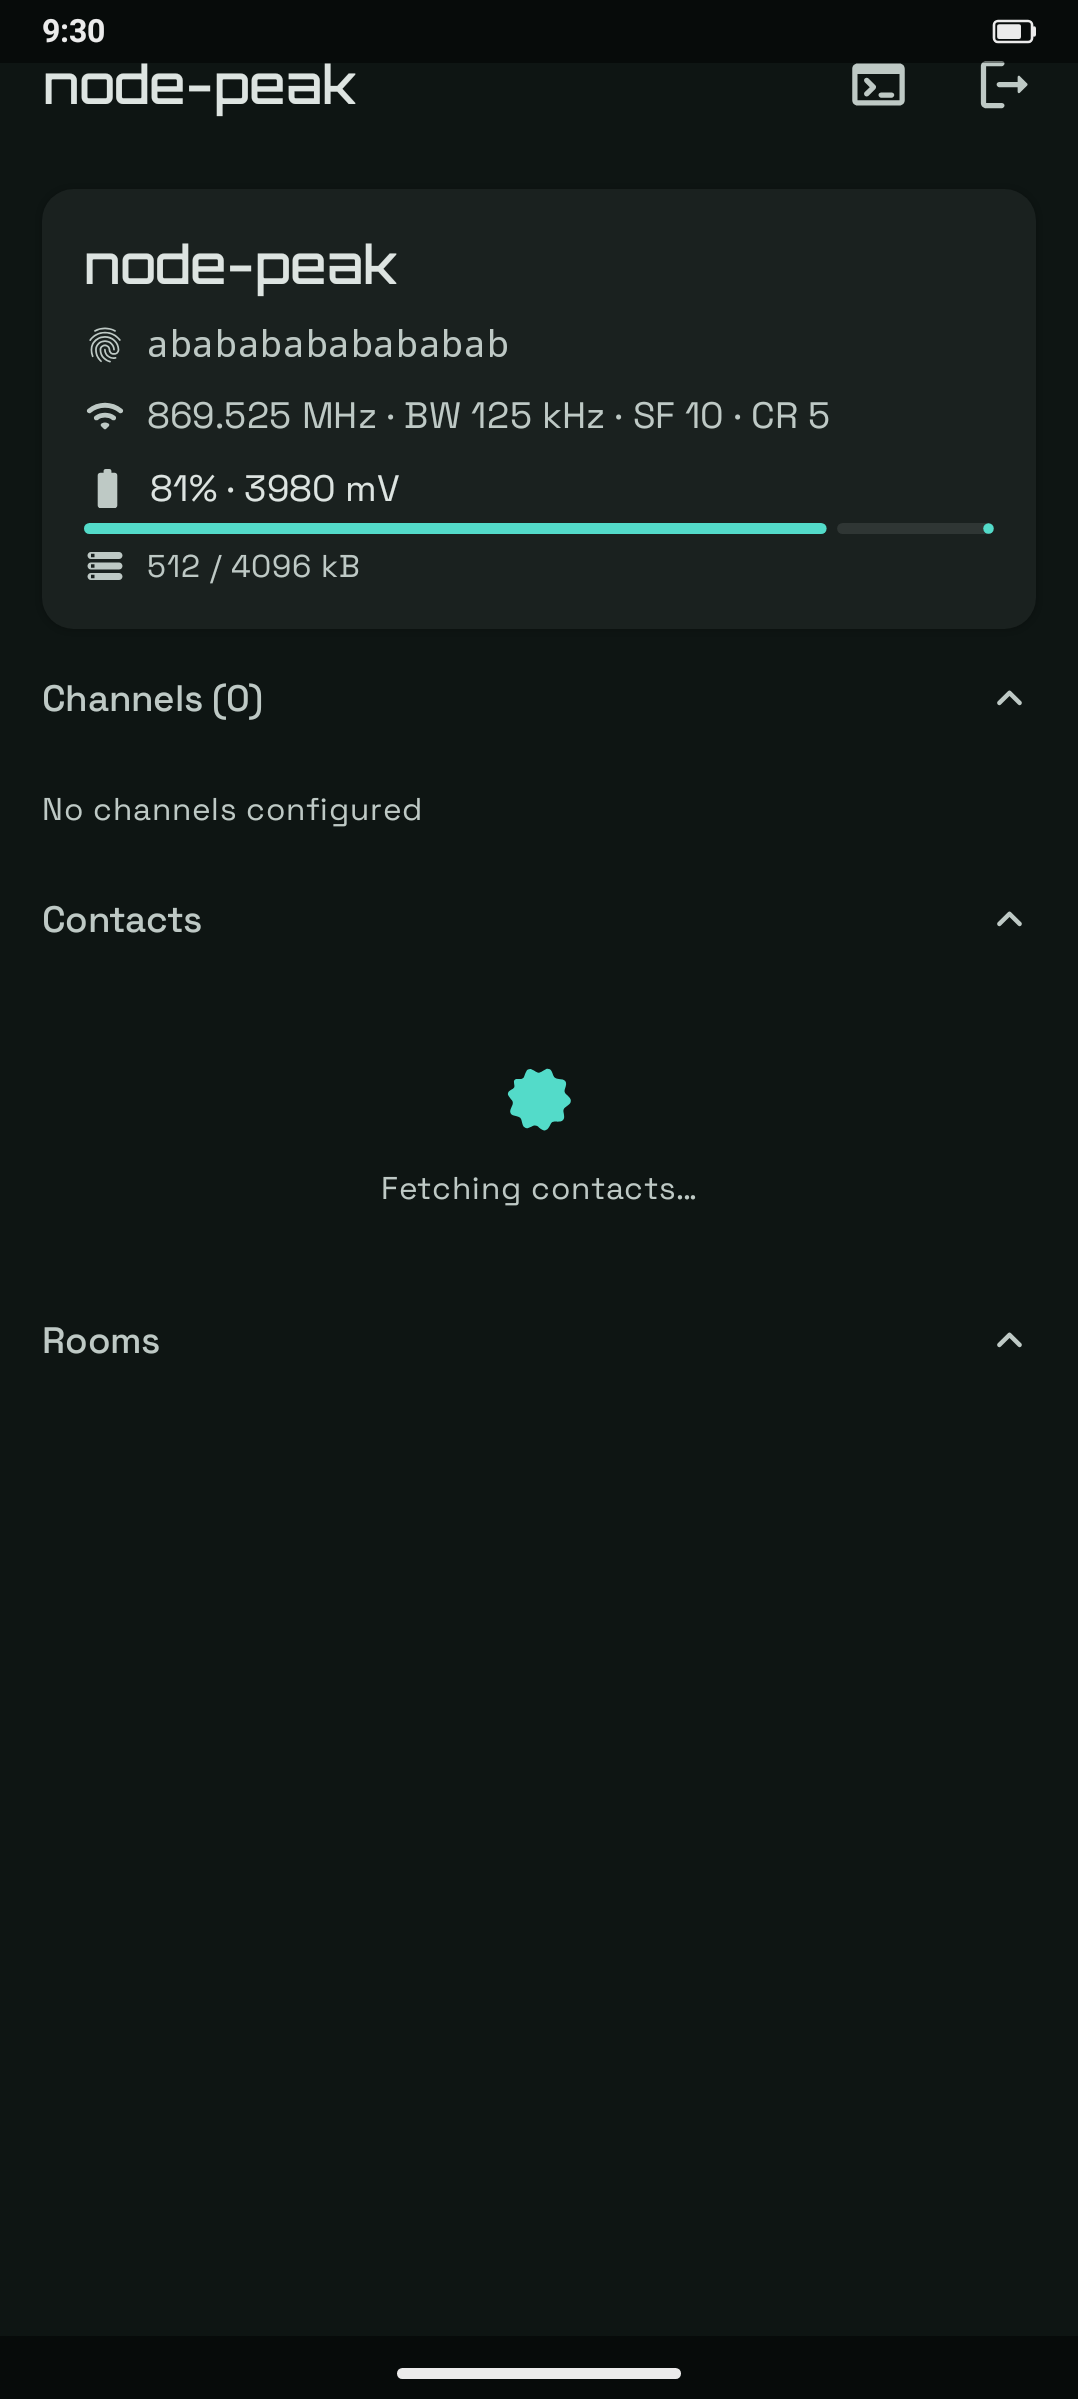 9:30
node-peak
node-peak
abababababababab
869.525 MHz · BW 125 kHz · SF 10 · CR 5
81% · 3980 mV
512 / 4096 kB
Channels (0)
No channels configured
Contacts
Fetching contacts…
Rooms